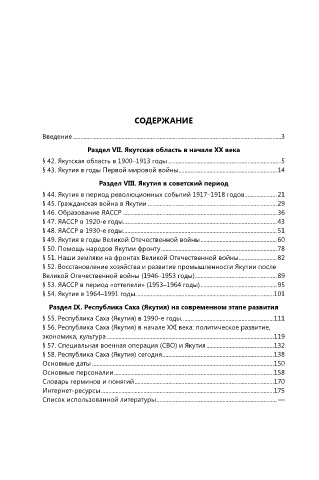 СОДЕРЖАНИЕ
Введение.....3
Раздел VII. Якутская область в начале XX века
§ 42. Якутская область в 1900–1913 годы.....5
§ 43. Якутия в годы Первой мировой войны.....14
Раздел VIII. Якутия в советский период
§ 44. Якутия в период революционных событий 1917–1918 годов.....21
§ 45. Гражданская война в Якутии.....29
§ 46. Образование ЯАССР.....36
§ 47. ЯАССР в 1920-е годы.....43
§ 48. ЯАССР в 1930-е годы.....51
§ 49. Якутия в годы Великой Отечественной войны.....60
§ 50. Помощь народов Якутии фронту.....78
§ 51. Наши земляки на фронтах Великой Отечественной войны.....82
§ 52. Восстановление хозяйства и развитие промышленности Якутии после
Великой Отечественной войны (1946–1953 годы).....89
§ 53. ЯАССР в период «оттепели» (1953–1964 годы).....95
§ 54. Якутия в 1964–1991 годы.....101
Раздел IX. Республика Саха (Якутия) на современном этапе развития
§ 55. Республика Саха (Якутия) в 1990-е годы.....111
§ 56. Республика Саха (Якутия) в начале XXI века: политическое развитие,
экономика, культура.....119
§ 57. Специальная военная операция (СВО) и Якутия.....132
§ 58. Республика Саха (Якутия) сегодня.....138
Основные даты.....150
Основные персоналии.....158
Словарь терминов и понятий.....170
Интернет-ресурсы.....175
Список использованной литературы.....—